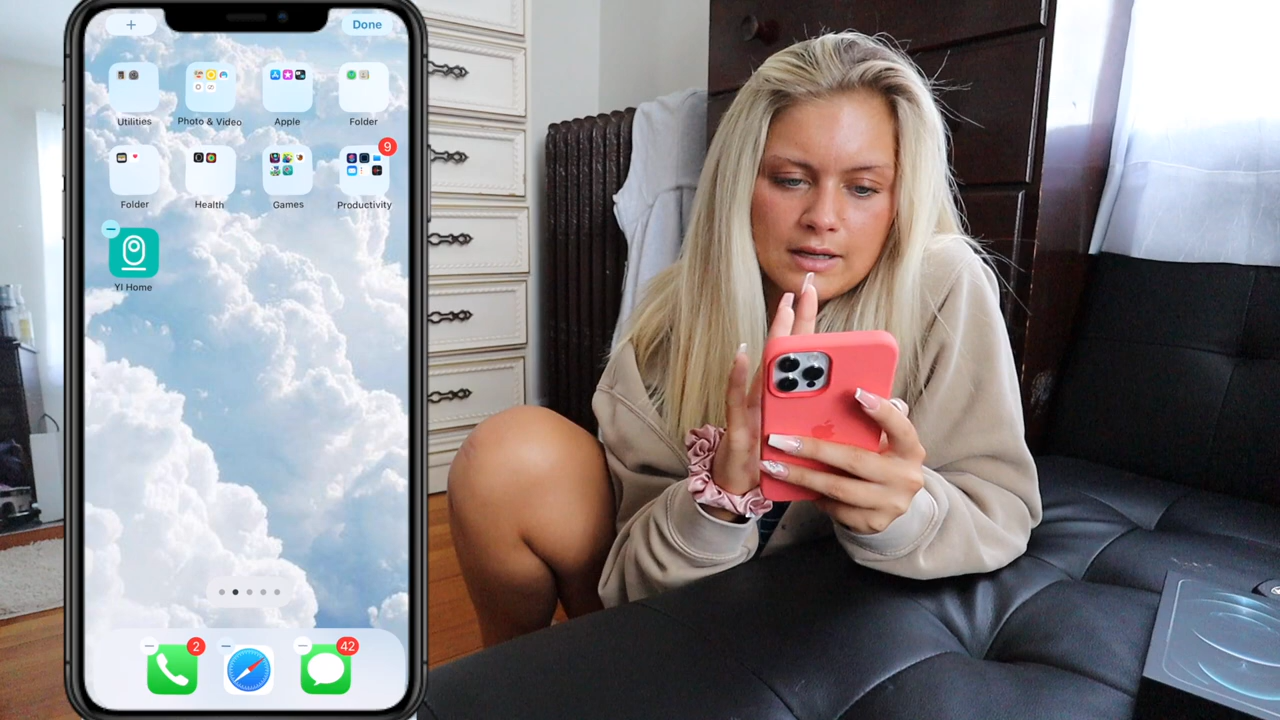 + Done
Utilities Photo & Video Apple Folder
9
Folder Health Games Productivity
YI Home
2 42